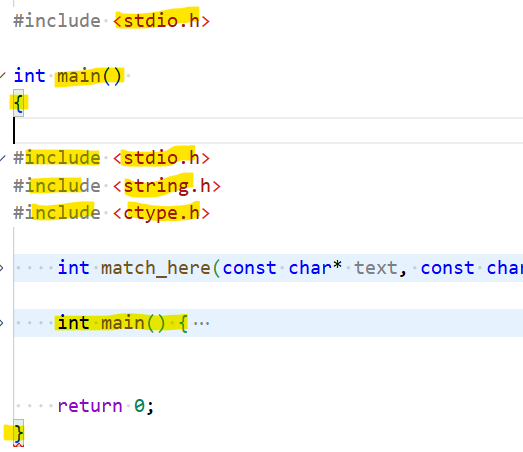 #include <stdio.h>
int main()
{
#include <stdio.h>
#include <string.h>
#include <ctype.h>
int match_here(const char* text, const char
int main() {...
return 0;
}